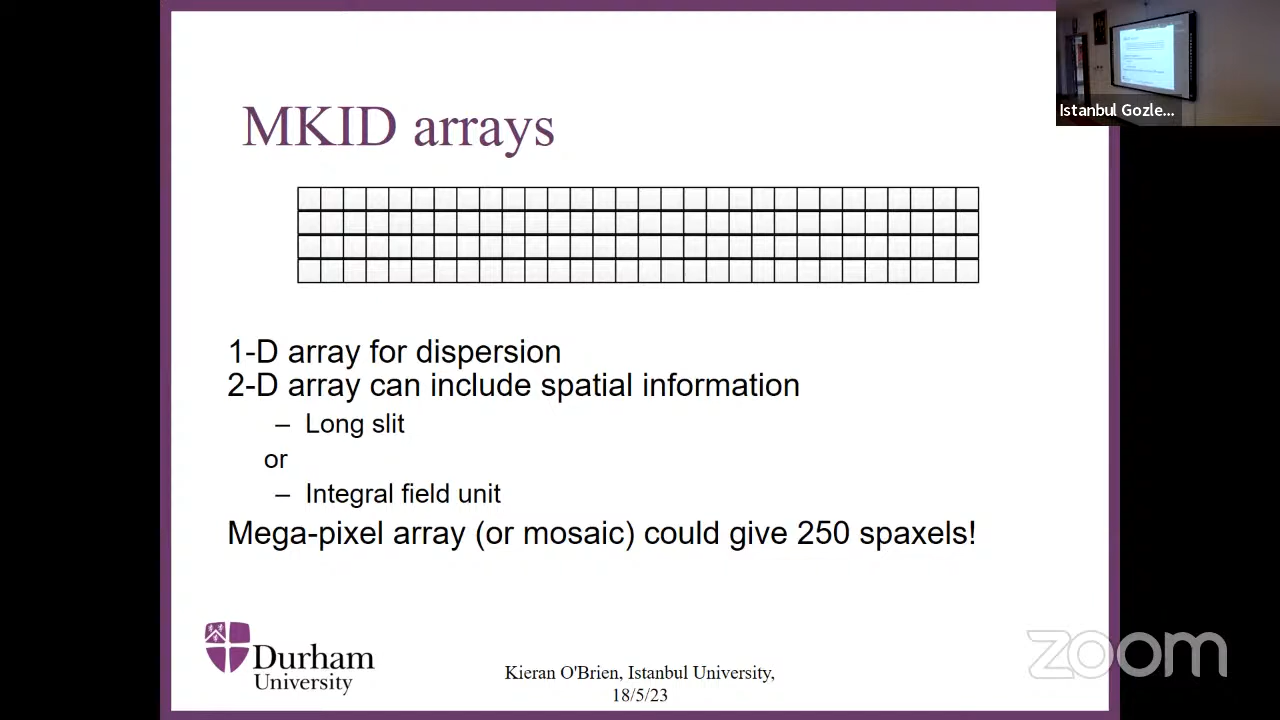 MKID arrays
1-D array for dispersion
2-D array can include spatial information
– Long slit
or
– Integral field unit
Mega-pixel array (or mosaic) could give 250 spaxels!
Durham
University
Kieran O'Brien, Istanbul University,
18/5/23
Istanbul Gozle...
zoom